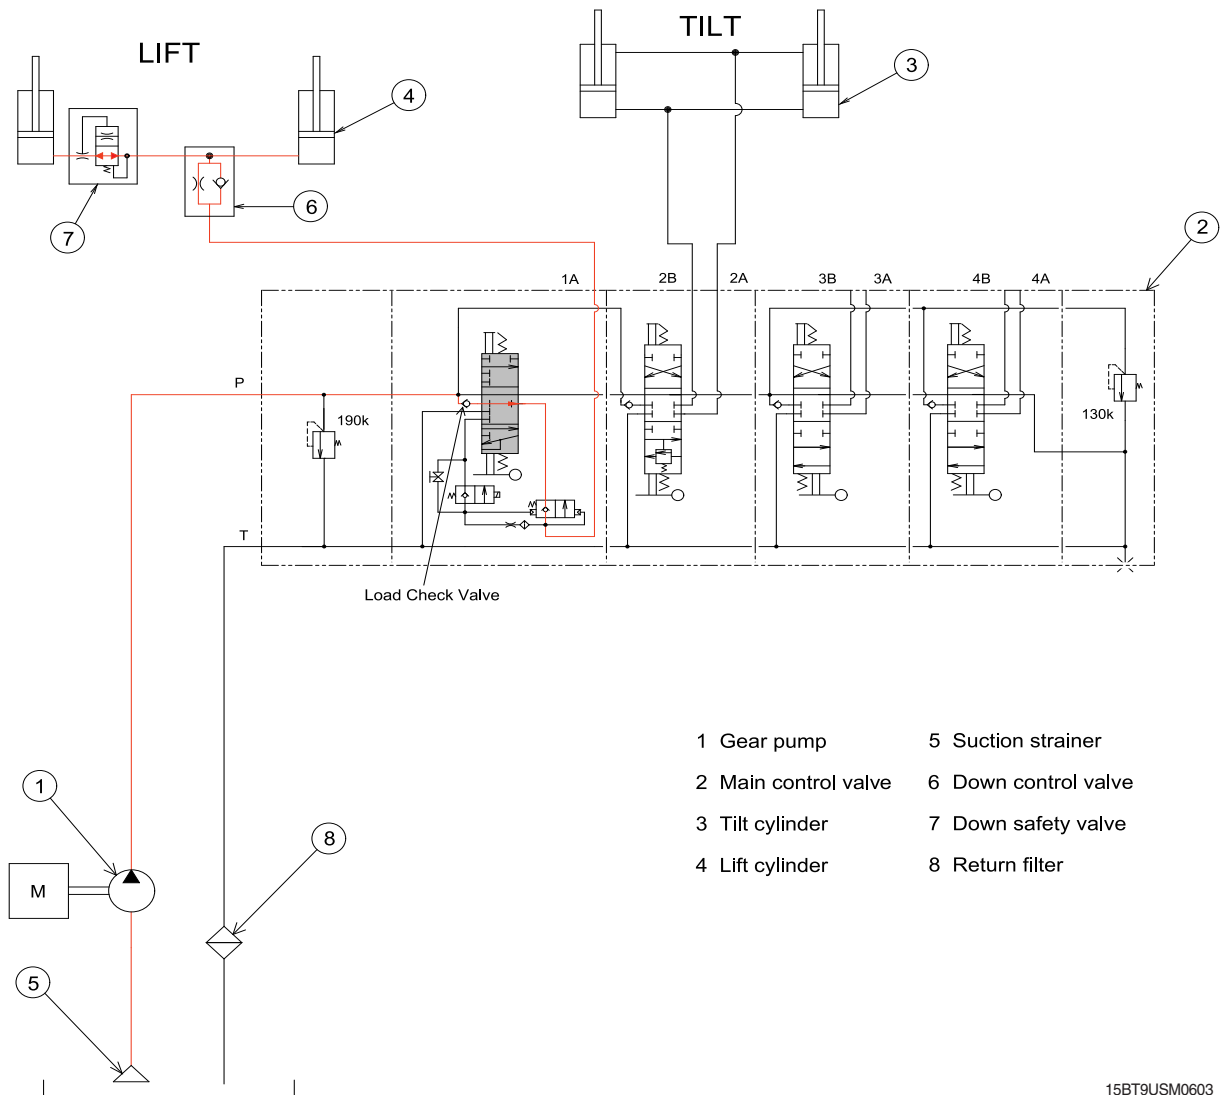 TILT
LIFT
3
4
6
7
2
1A
2B
2A
3B
3A
4B
4A
P
190k
130k
T
Load Check Valve
1 Gear pump
2 Main control valve
3 Tilt cylinder
4 Lift cylinder
5 Suction strainer
6 Down control valve
7 Down safety valve
8 Return filter
1
8
M
5
15BT9USM0603